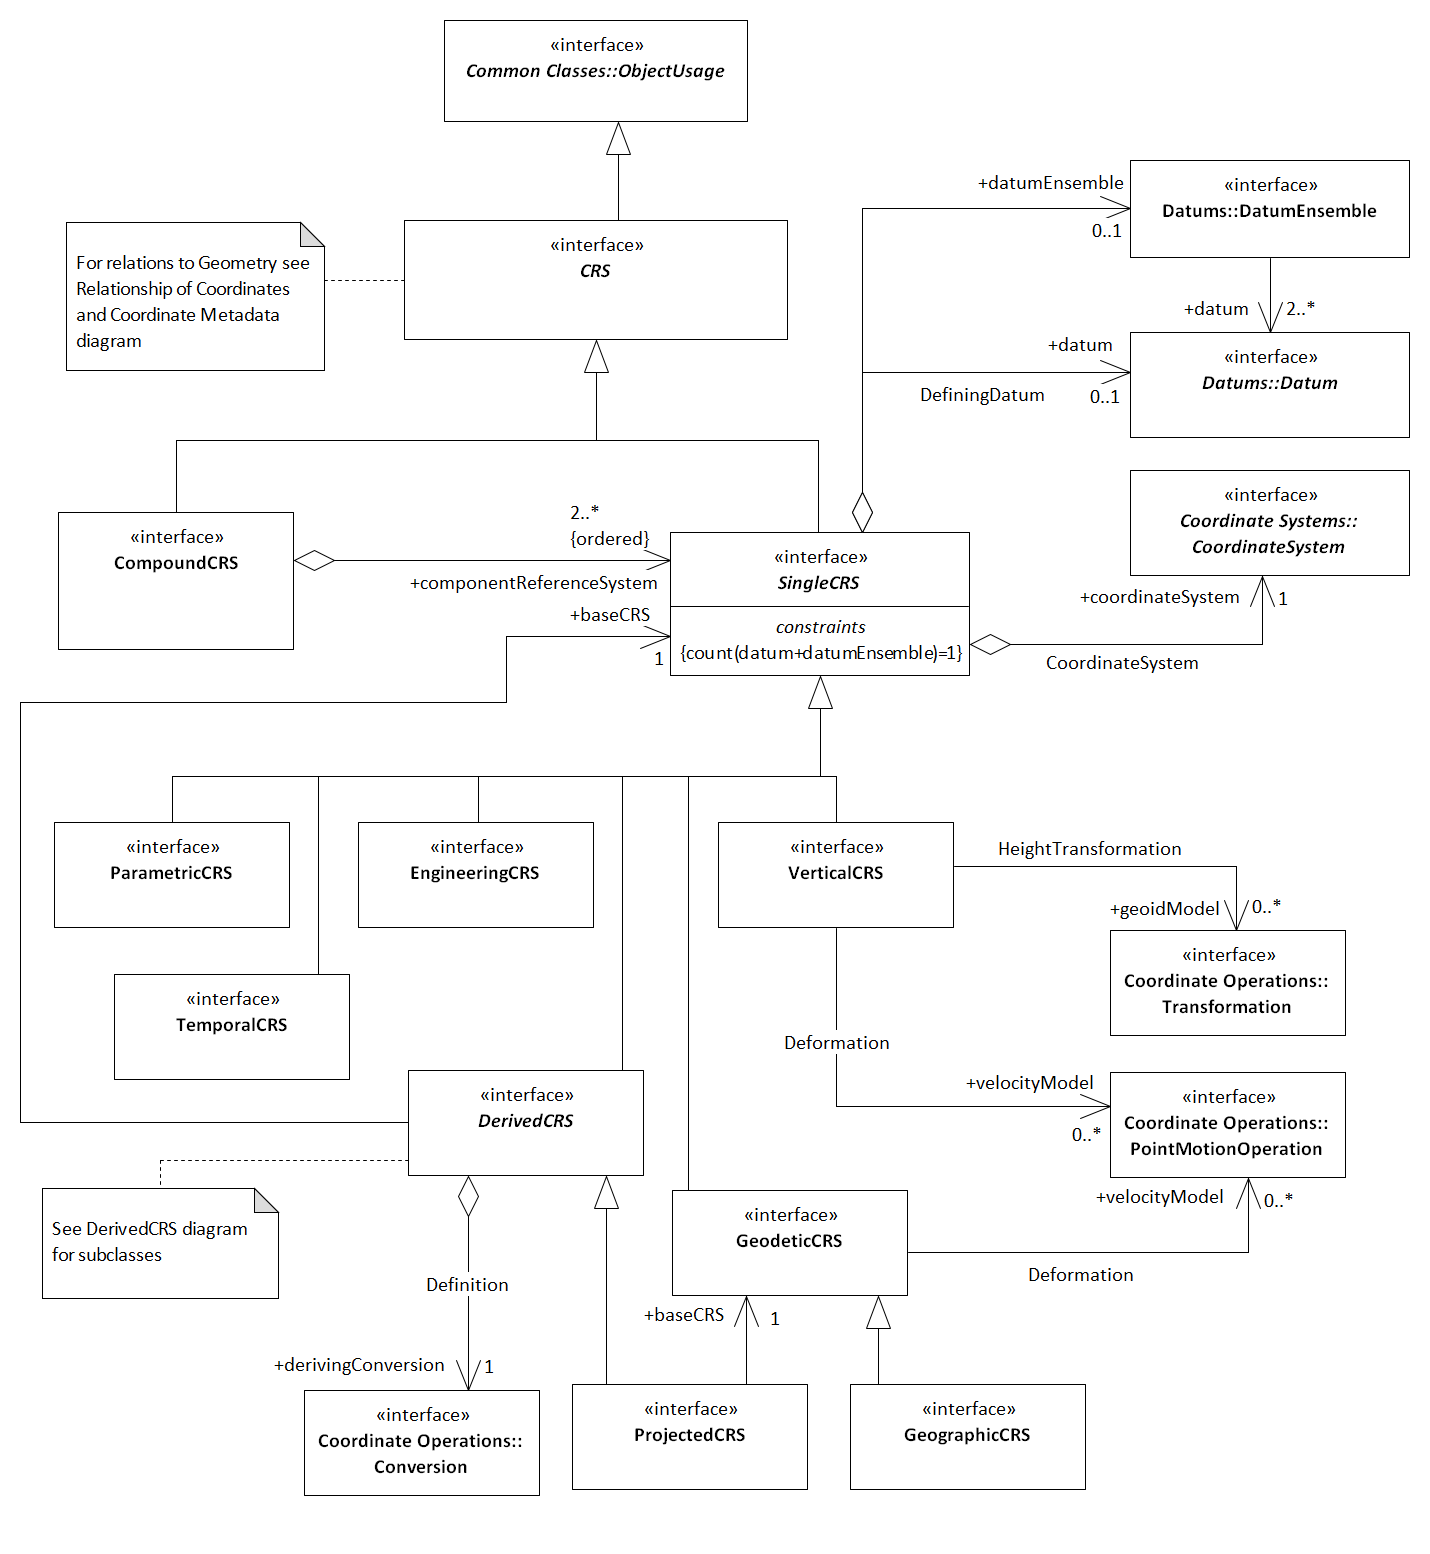 «interface»
Common Classes::ObjectUsage
+datumEnsemble
0..1
«interface»
Datums::DatumEnsemble
For relations to Geometry see
Relationship of Coordinates
and Coordinate Metadata
diagram
«interface»
CRS
+datum
2..*
+datum
DefiningDatum
0..1
«interface»
Datums::Datum
«interface»
CompoundCRS
2..*
{ordered}
+componentReferenceSystem
+baseCRS
1
«interface»
SingleCRS
constraints
{count(datum+datumEnsemble)=1}
«interface»
Coordinate Systems::
CoordinateSystem
+coordinateSystem
1
CoordinateSystem
«interface»
ParametricCRS
«interface»
EngineeringCRS
«interface»
VerticalCRS
HeightTransformation
+geoidModel
0..*
«interface»
Coordinate Operations::
Transformation
«interface»
TemporalCRS
Deformation
+velocityModel
0..*
«interface»
Coordinate Operations::
PointMotionOperation
+velocityModel
0..*
«interface»
DerivedCRS
See DerivedCRS diagram
for subclasses
«interface»
GeodeticCRS
Deformation
Definition
+baseCRS
1
+derivingConversion
1
«interface»
Coordinate Operations::
Conversion
«interface»
ProjectedCRS
«interface»
GeographicCRS